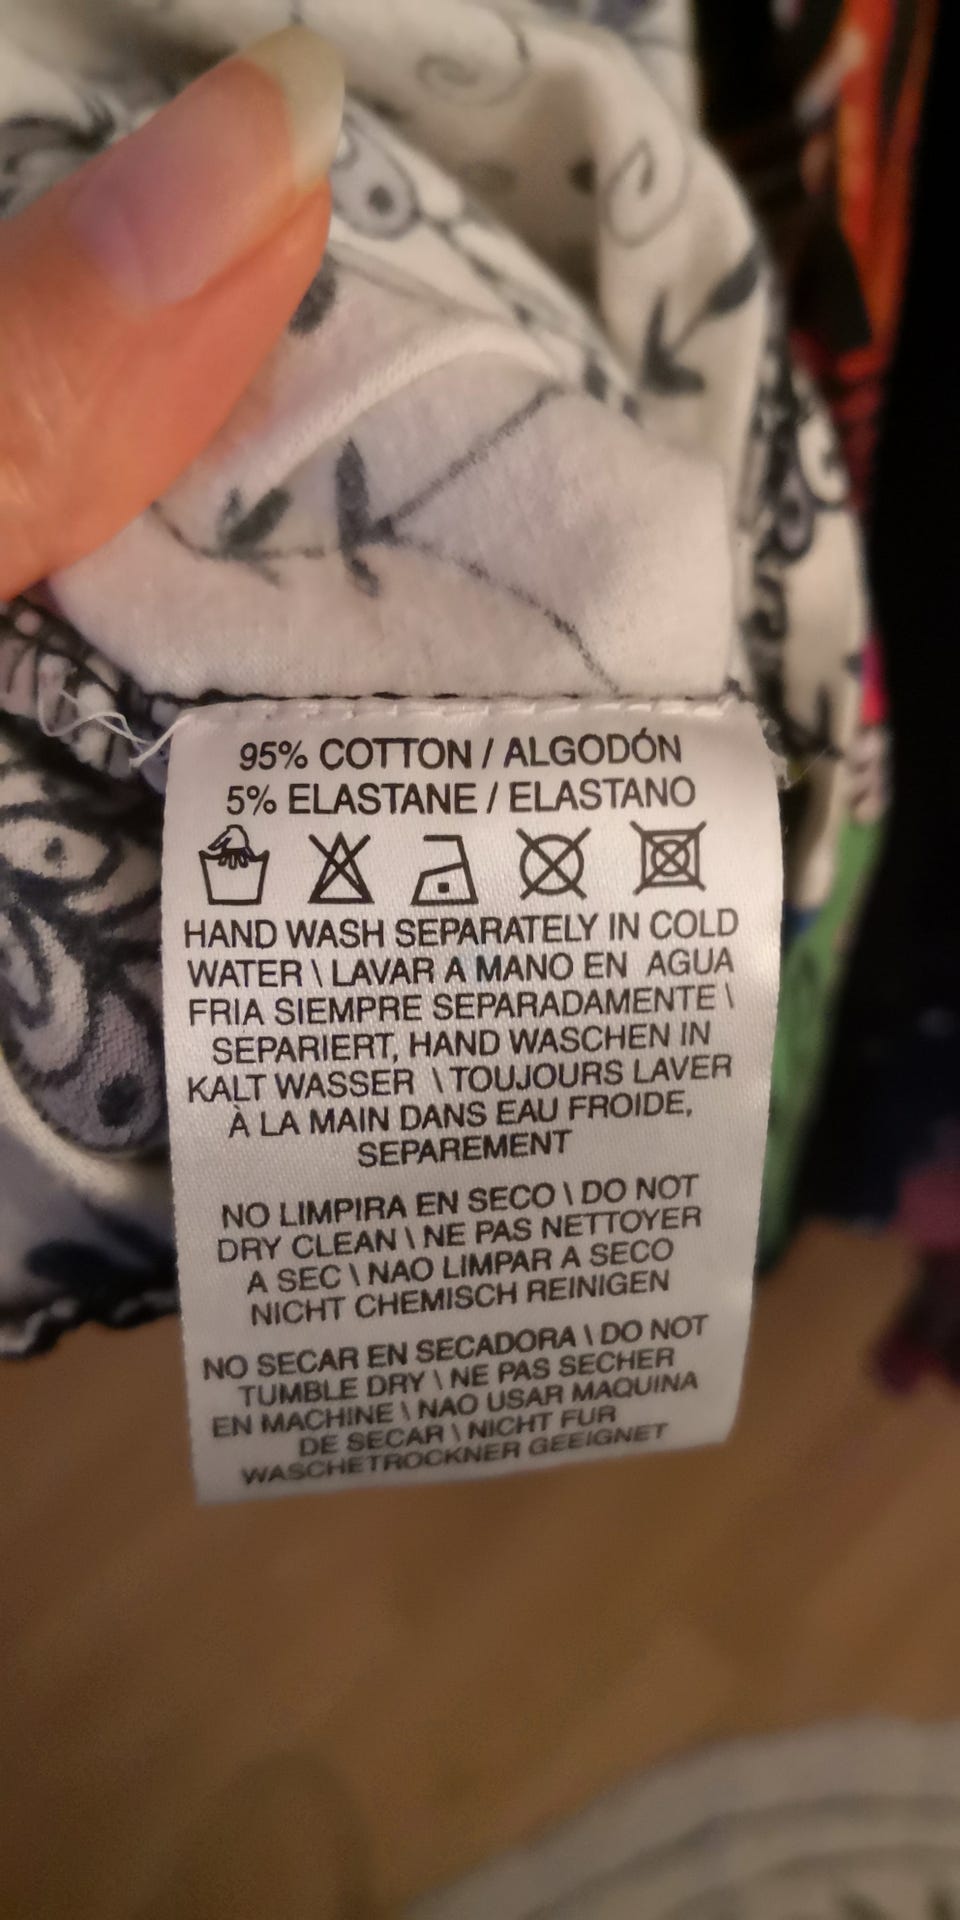 95% COTTON / ALGODÓN
5% ELASTANE / ELASTANO
HAND WASH SEPARATELY IN COLD
WATER \ LAVAR A MANO EN AGUA
FRIA SIEMPRE SEPARADAMENTE \
SEPARIERT, HAND WASCHEN IN
KALT WASSER \ TOUJOURS LAVER
À LA MAIN DANS EAU FROIDE,
SEPAREMENT
NO LIMPIRA EN SECO \ DO NOT
DRY CLEAN \ NE PAS NETTOYER
A SEC \ NAO LIMPAR A SECO
NICHT CHEMISCH REINIGEN
NO SECAR EN SECADORA \ DO NOT
TUMBLE DRY \ NE PAS SECHER
EN MACHINE \ NAO USAR MAQUINA
DE SECAR \ NICHT FUR
WASCHETROCKNER GEEIGNET